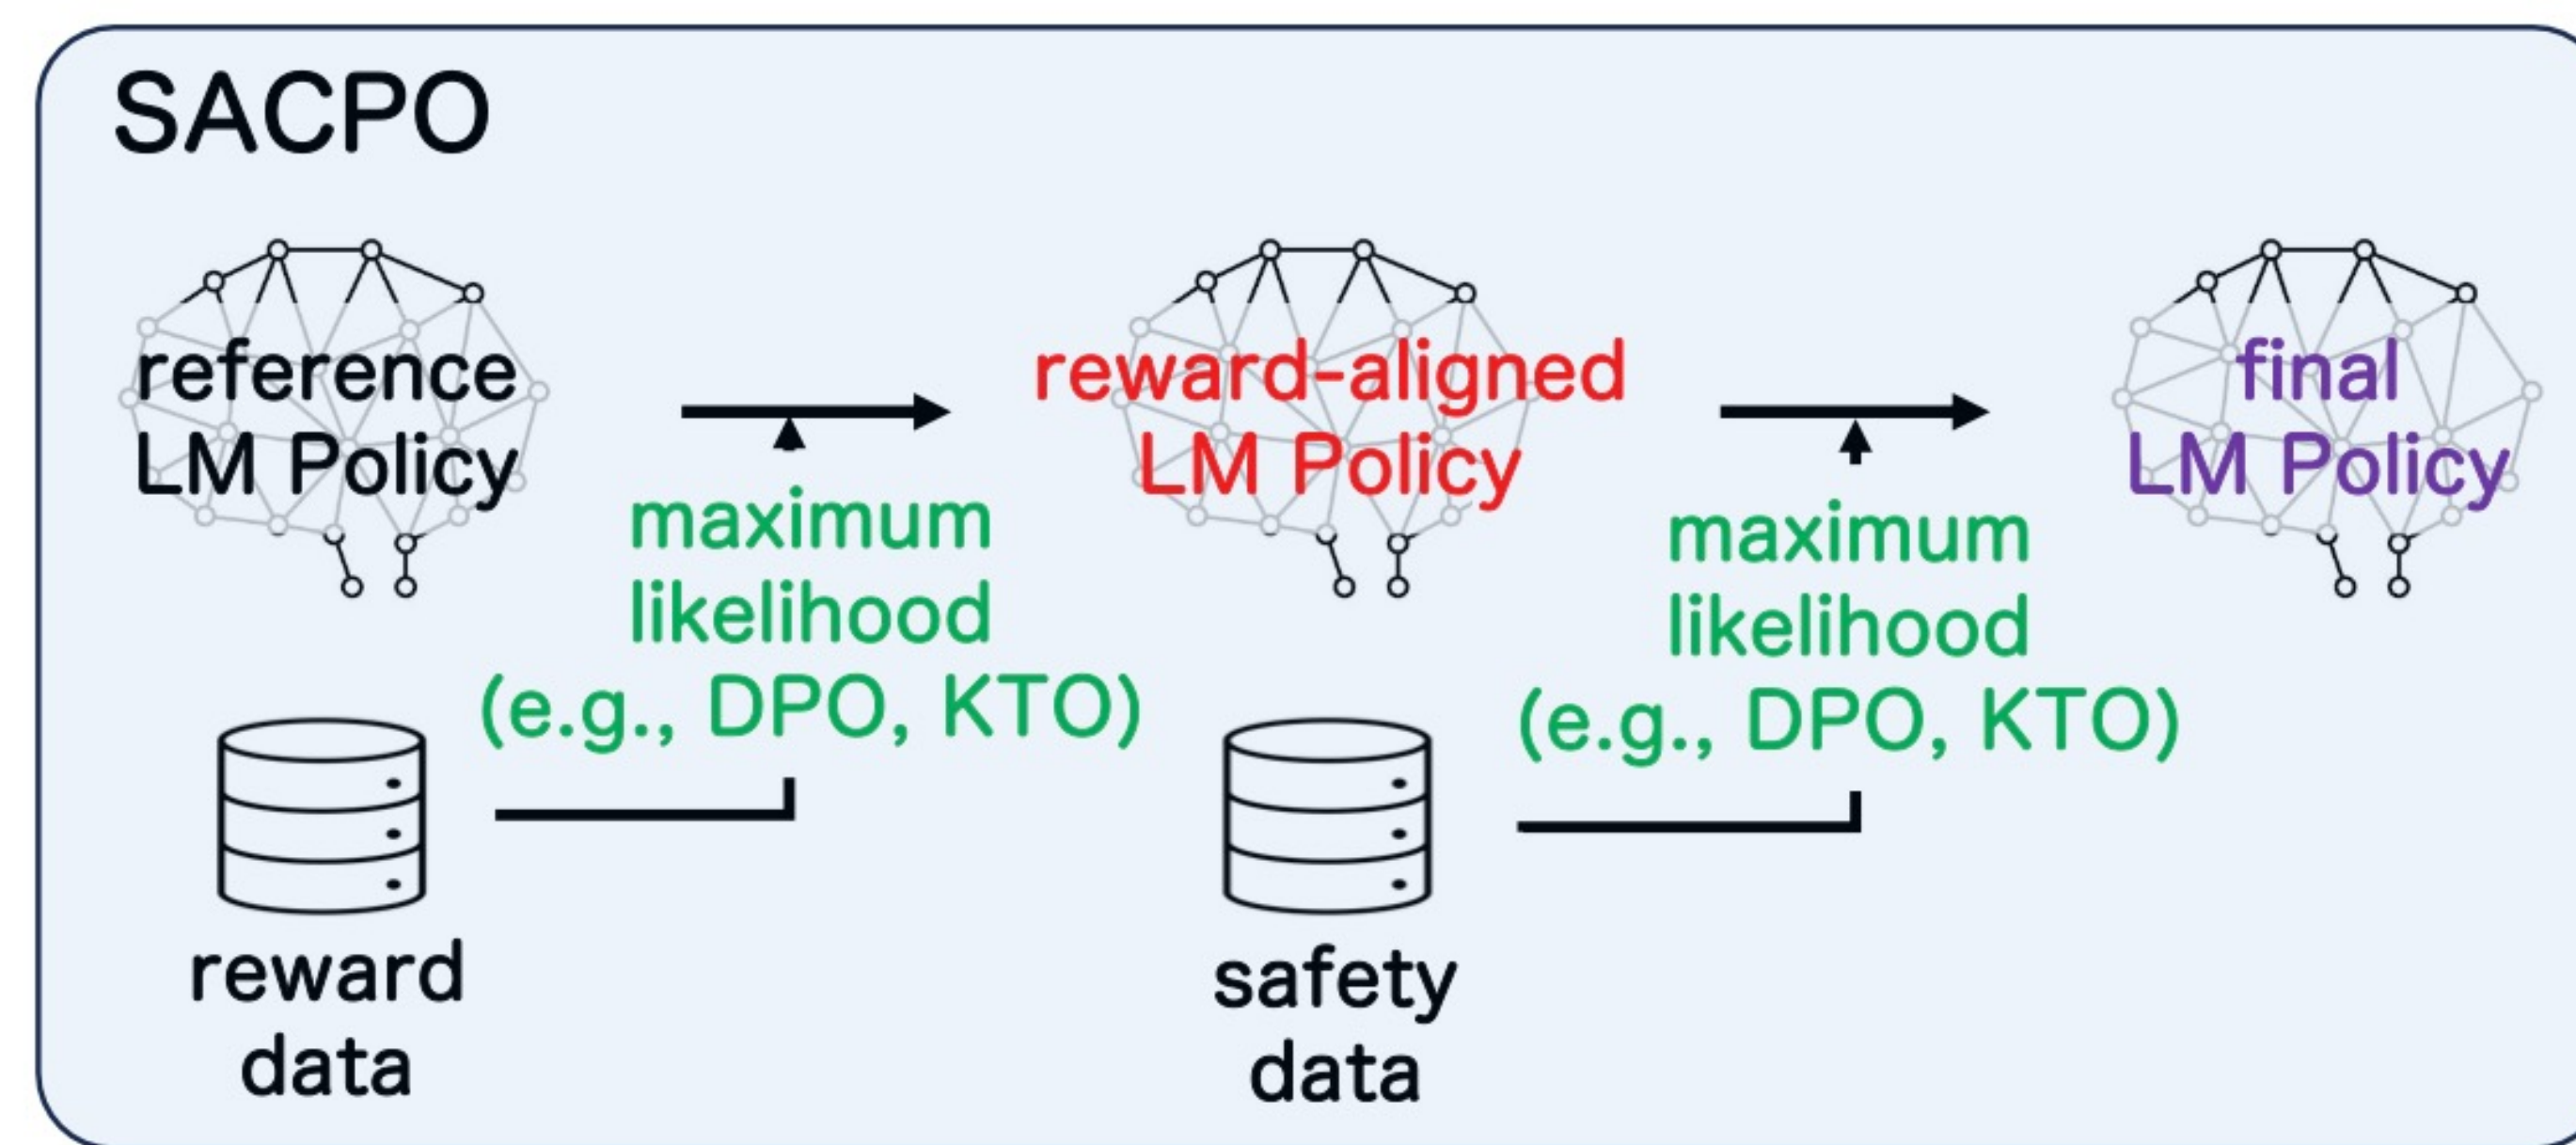 SACPO
reference
LM Policy
maximum
likelihood
(e.g., DPO, KTO)
reward
data
reward-aligned
LM Policy
maximum
likelihood
(e.g., DPO, KTO)
safety
data
final
LM Policy